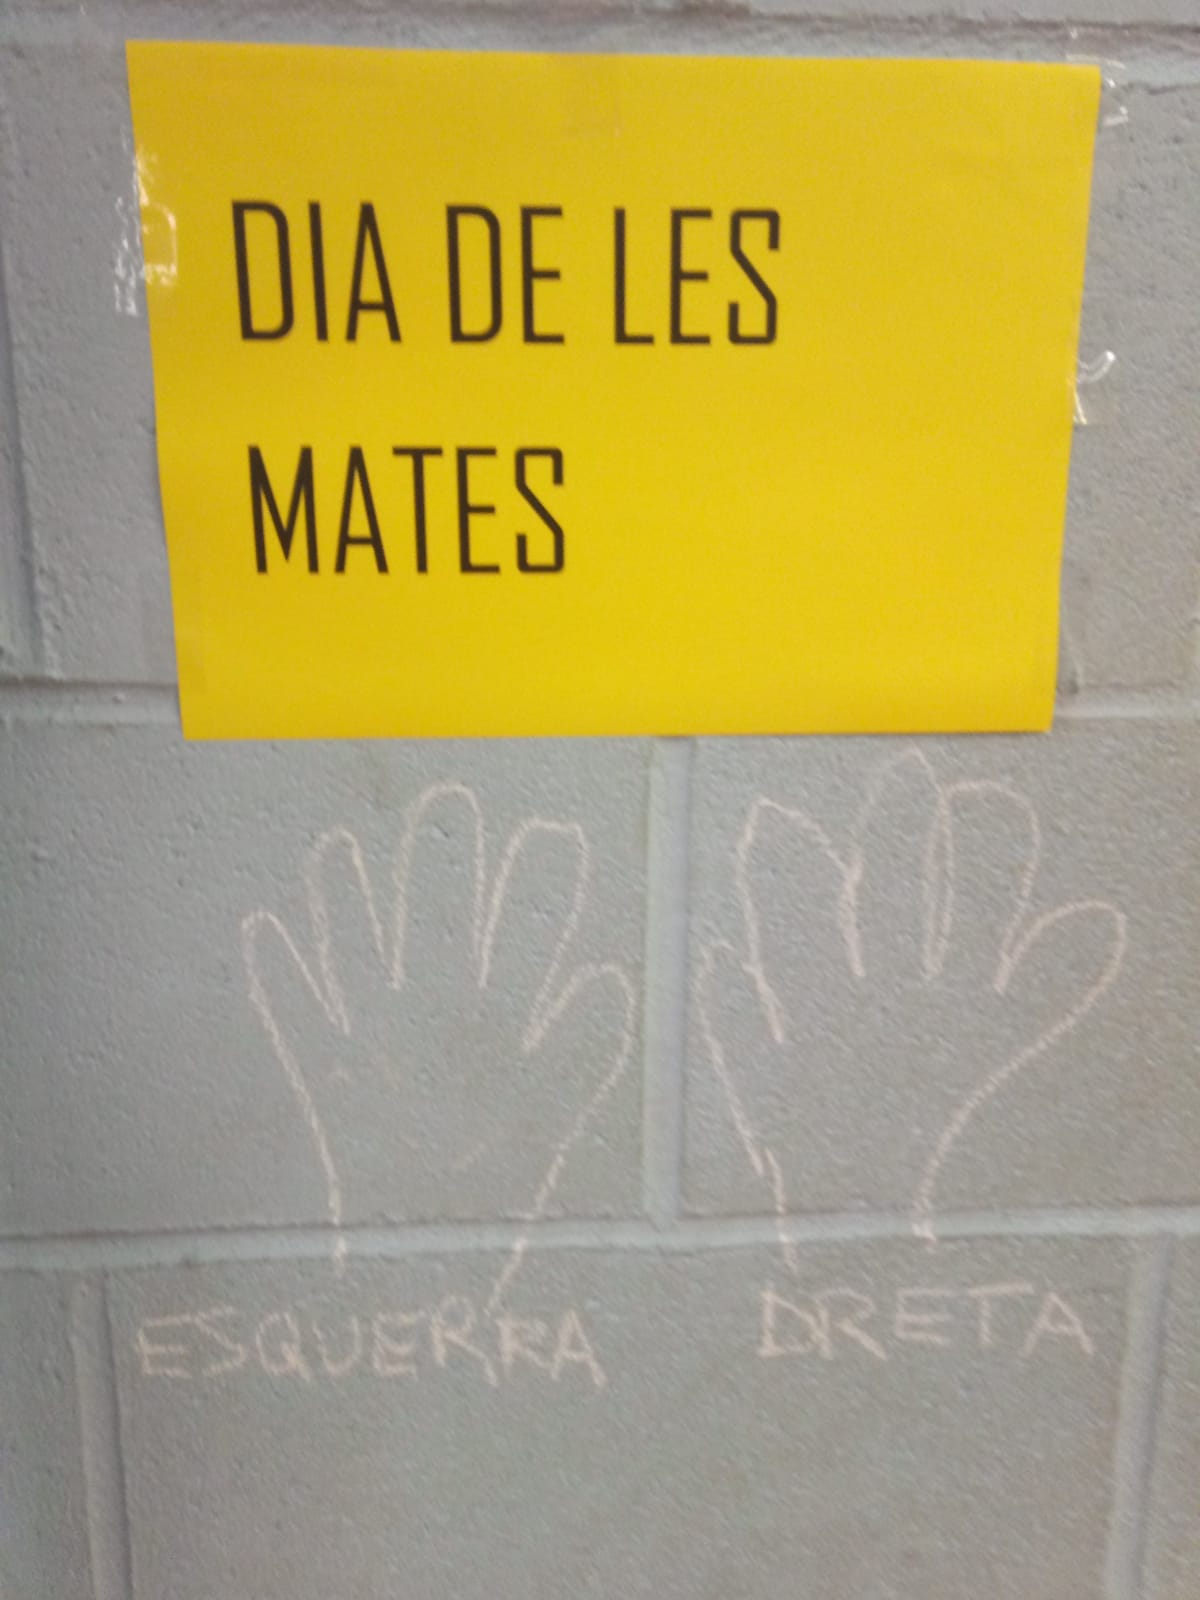 DIA DE LES
MATES
ESQUERRA DRETA